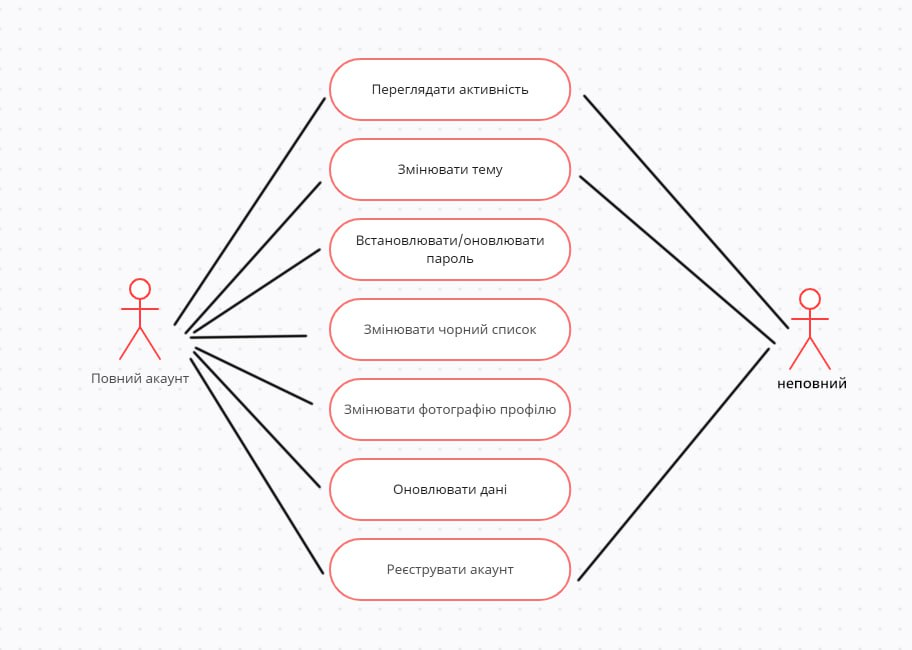 Переглядати активність
Змінювати тему
Встановлювати/оновлювати
пароль
Змінювати чорний список
Повний акаунт
неповний
Змінювати фотографію профілю
Оновлювати дані
Реєструвати акаунт